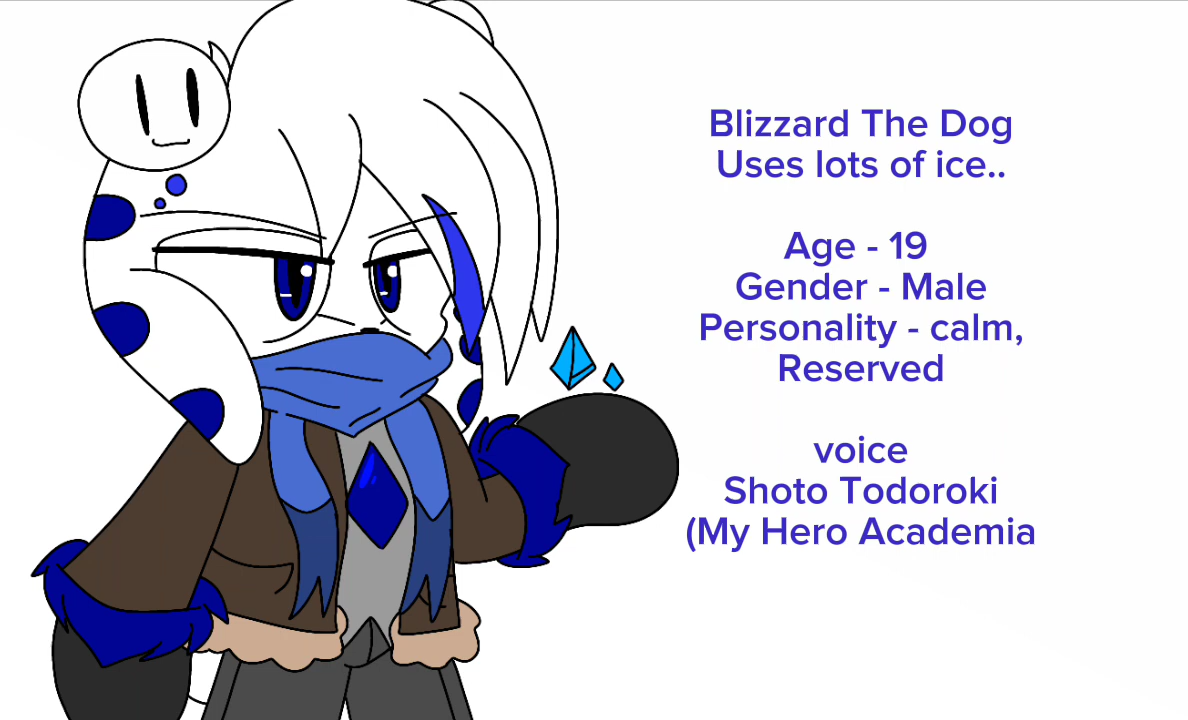 Blizzard The Dog
Uses lots of ice..
Age - 19
Gender - Male
Personality - calm,
Reserved
voice
Shoto Todoroki
(My Hero Academia